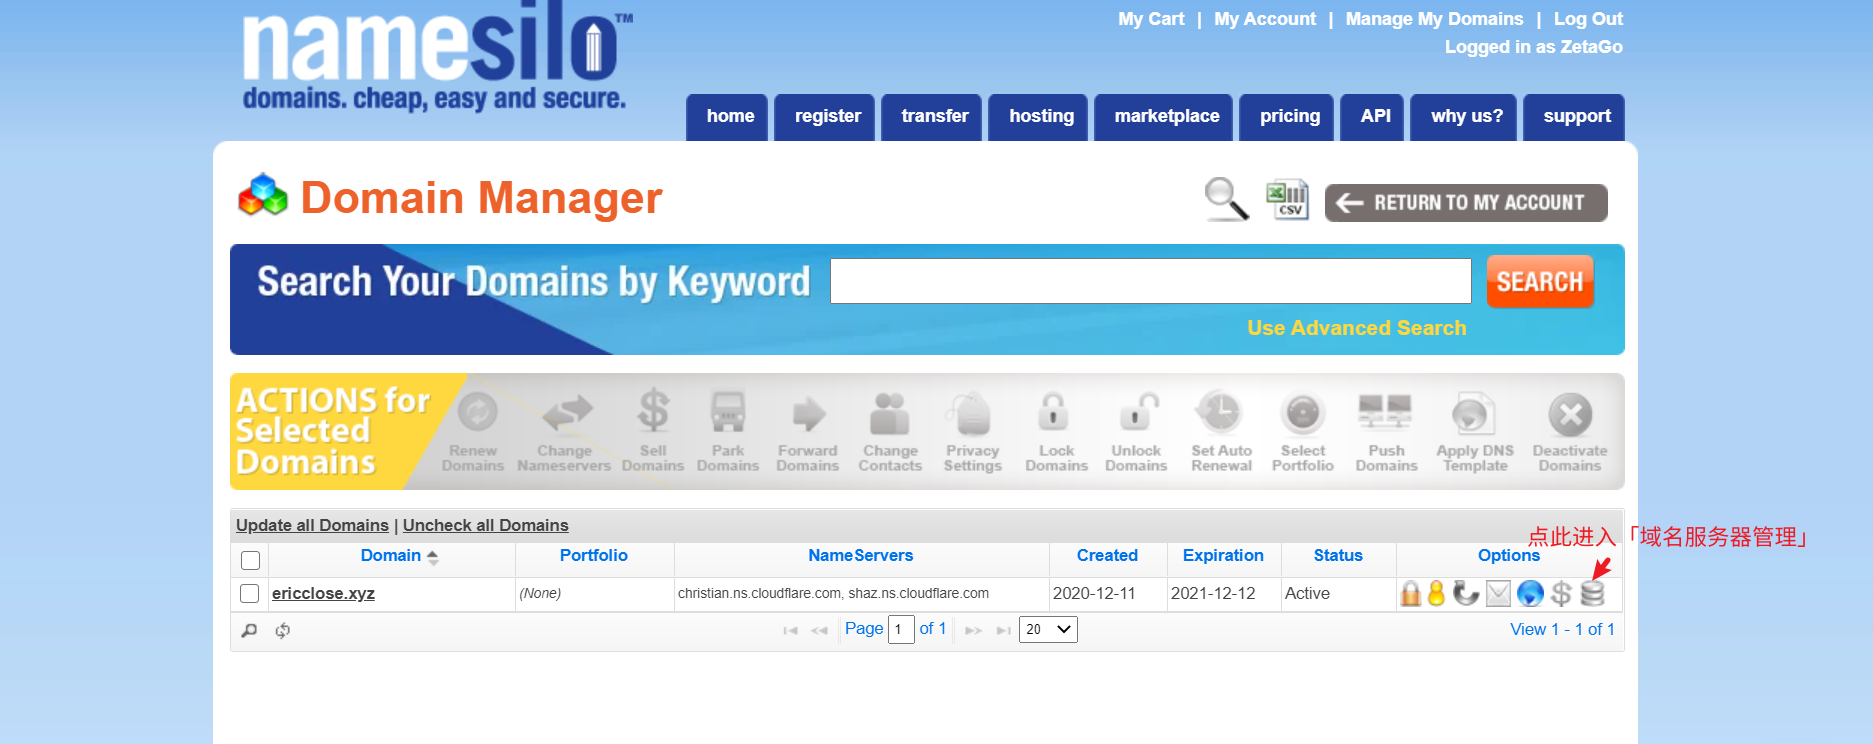 namesilo™
domains. cheap, easy and secure.
My Cart | My Account | Manage My Domains | Log Out
Logged in as ZetaGo
home register transfer hosting marketplace pricing API why us? support
Domain Manager
CSV
RETURN TO MY ACCOUNT
Search Your Domains by Keyword
SEARCH
Use Advanced Search
ACTIONS for
Selected
Domains
Renew Domains
Change Nameservers
Sell Domains
Park Domains
Forward Domains
Change Contacts
Privacy Settings
Lock Domains
Unlock Domains
Set Auto Renewal
Select Portfolio
Push Domains
Apply DNS Template
Deactivate Domains
Update all Domains | Uncheck all Domains
点此进入「域名服务器管理」
Domain Portfolio NameServers Created Expiration Status Options
ericclose.xyz (None) christian.ns.cloudflare.com, shaz.ns.cloudflare.com 2020-12-11 2021-12-12 Active
Page 1 of 1 20 View 1 - 1 of 1